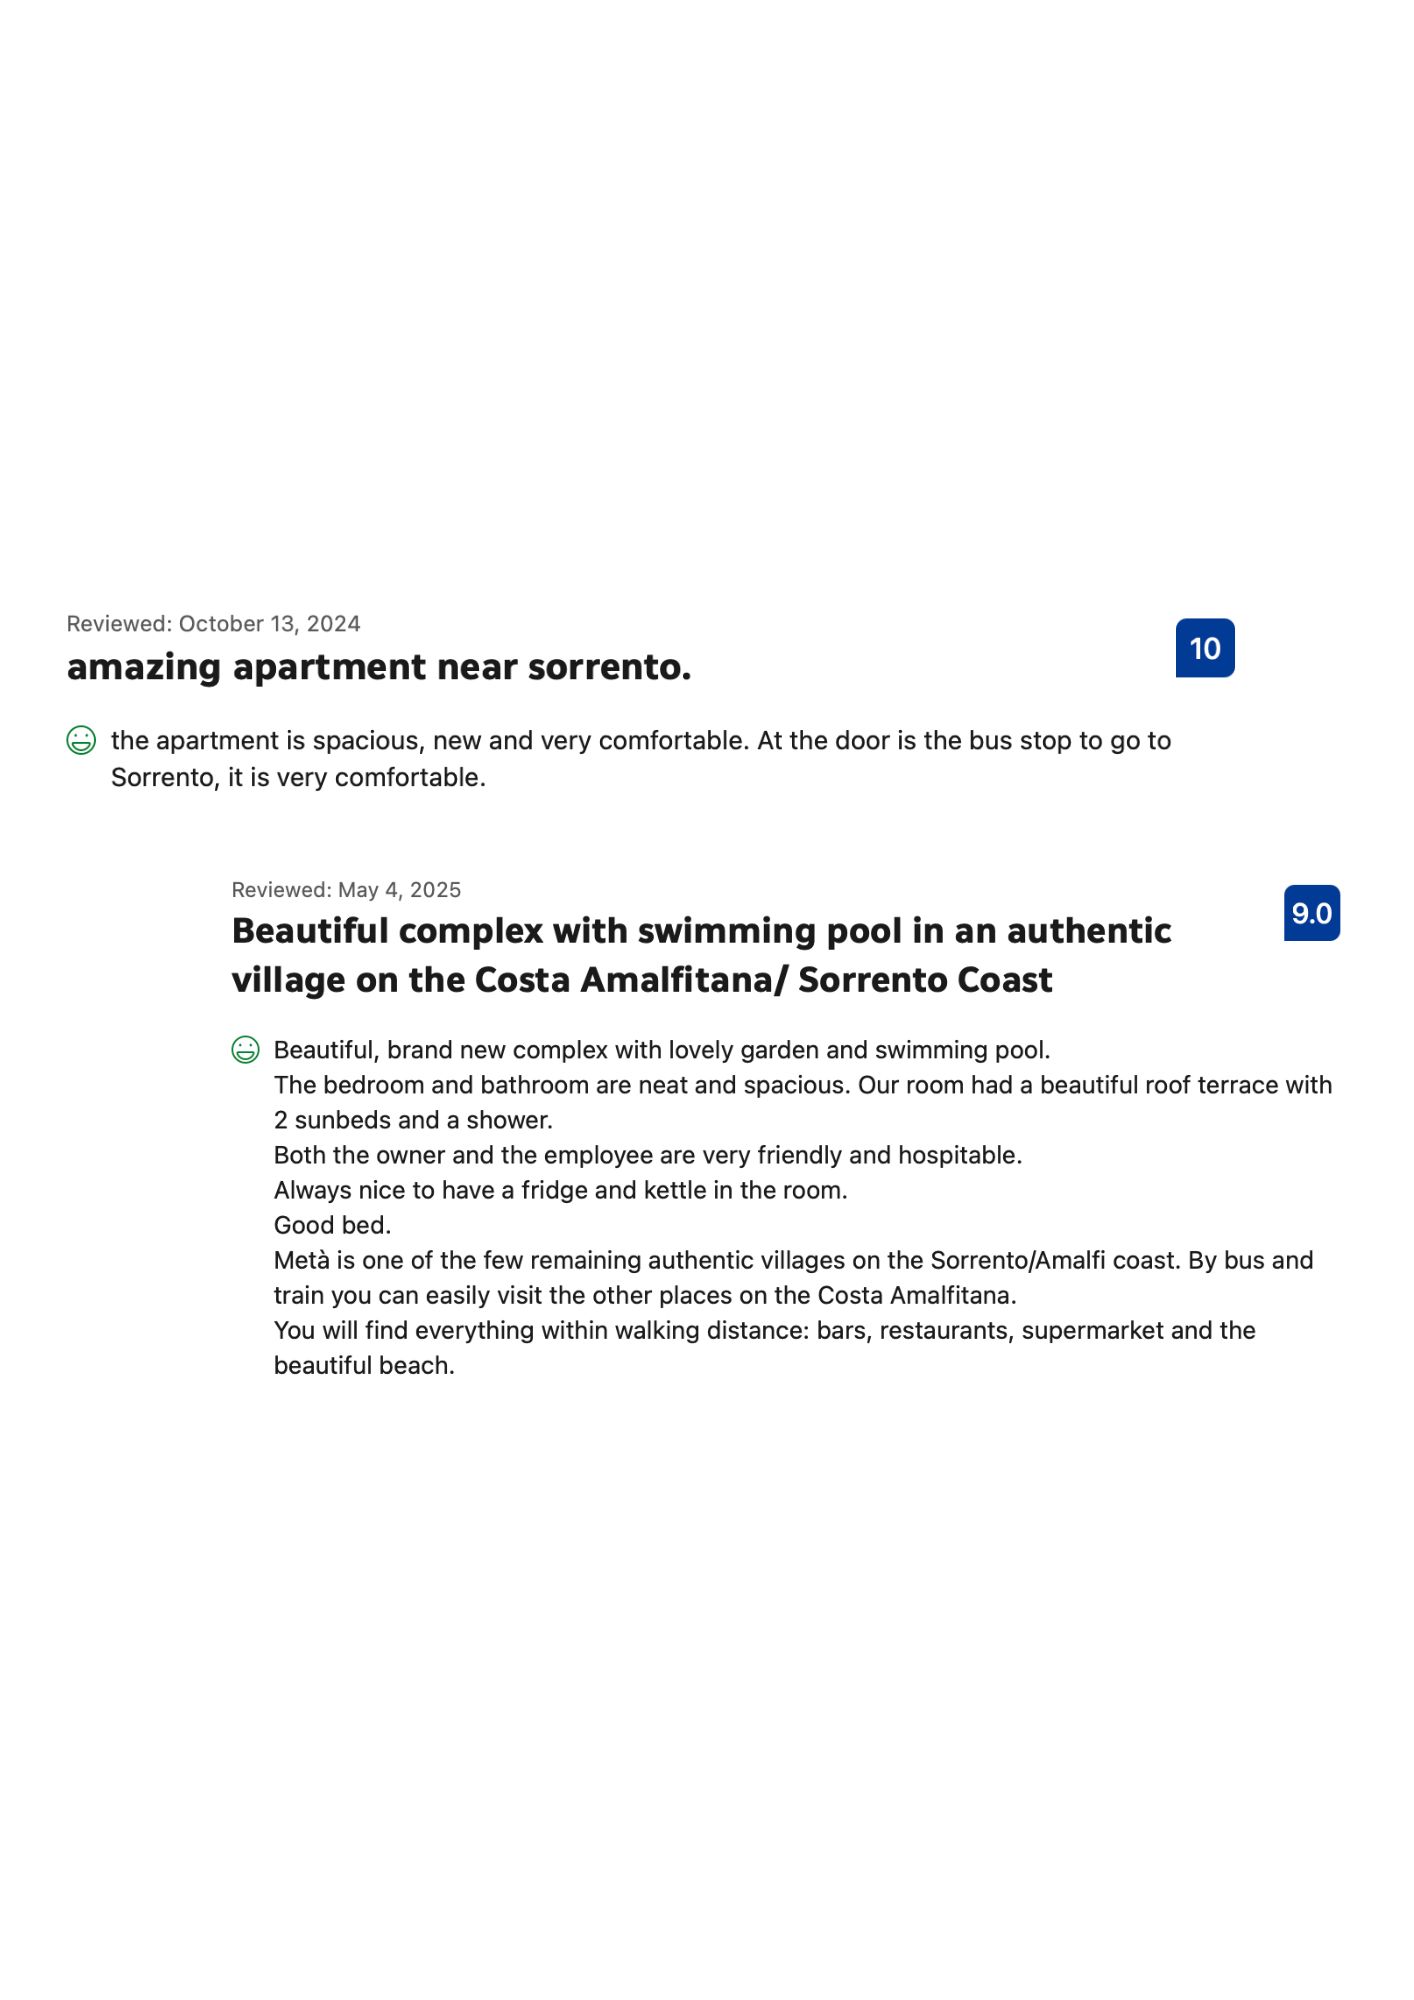 Reviewed: October 13, 2024
amazing apartment near sorrento.
10
the apartment is spacious, new and very comfortable. At the door is the bus stop to go to
Sorrento, it is very comfortable.
Reviewed: May 4, 2025
Beautiful complex with swimming pool in an authentic
village on the Costa Amalfitana/ Sorrento Coast
9.0
Beautiful, brand new complex with lovely garden and swimming pool.
The bedroom and bathroom are neat and spacious. Our room had a beautiful roof terrace with
2 sunbeds and a shower.
Both the owner and the employee are very friendly and hospitable.
Always nice to have a fridge and kettle in the room.
Good bed.
Metà is one of the few remaining authentic villages on the Sorrento/Amalfi coast. By bus and
train you can easily visit the other places on the Costa Amalfitana.
You will find everything within walking distance: bars, restaurants, supermarket and the
beautiful beach.